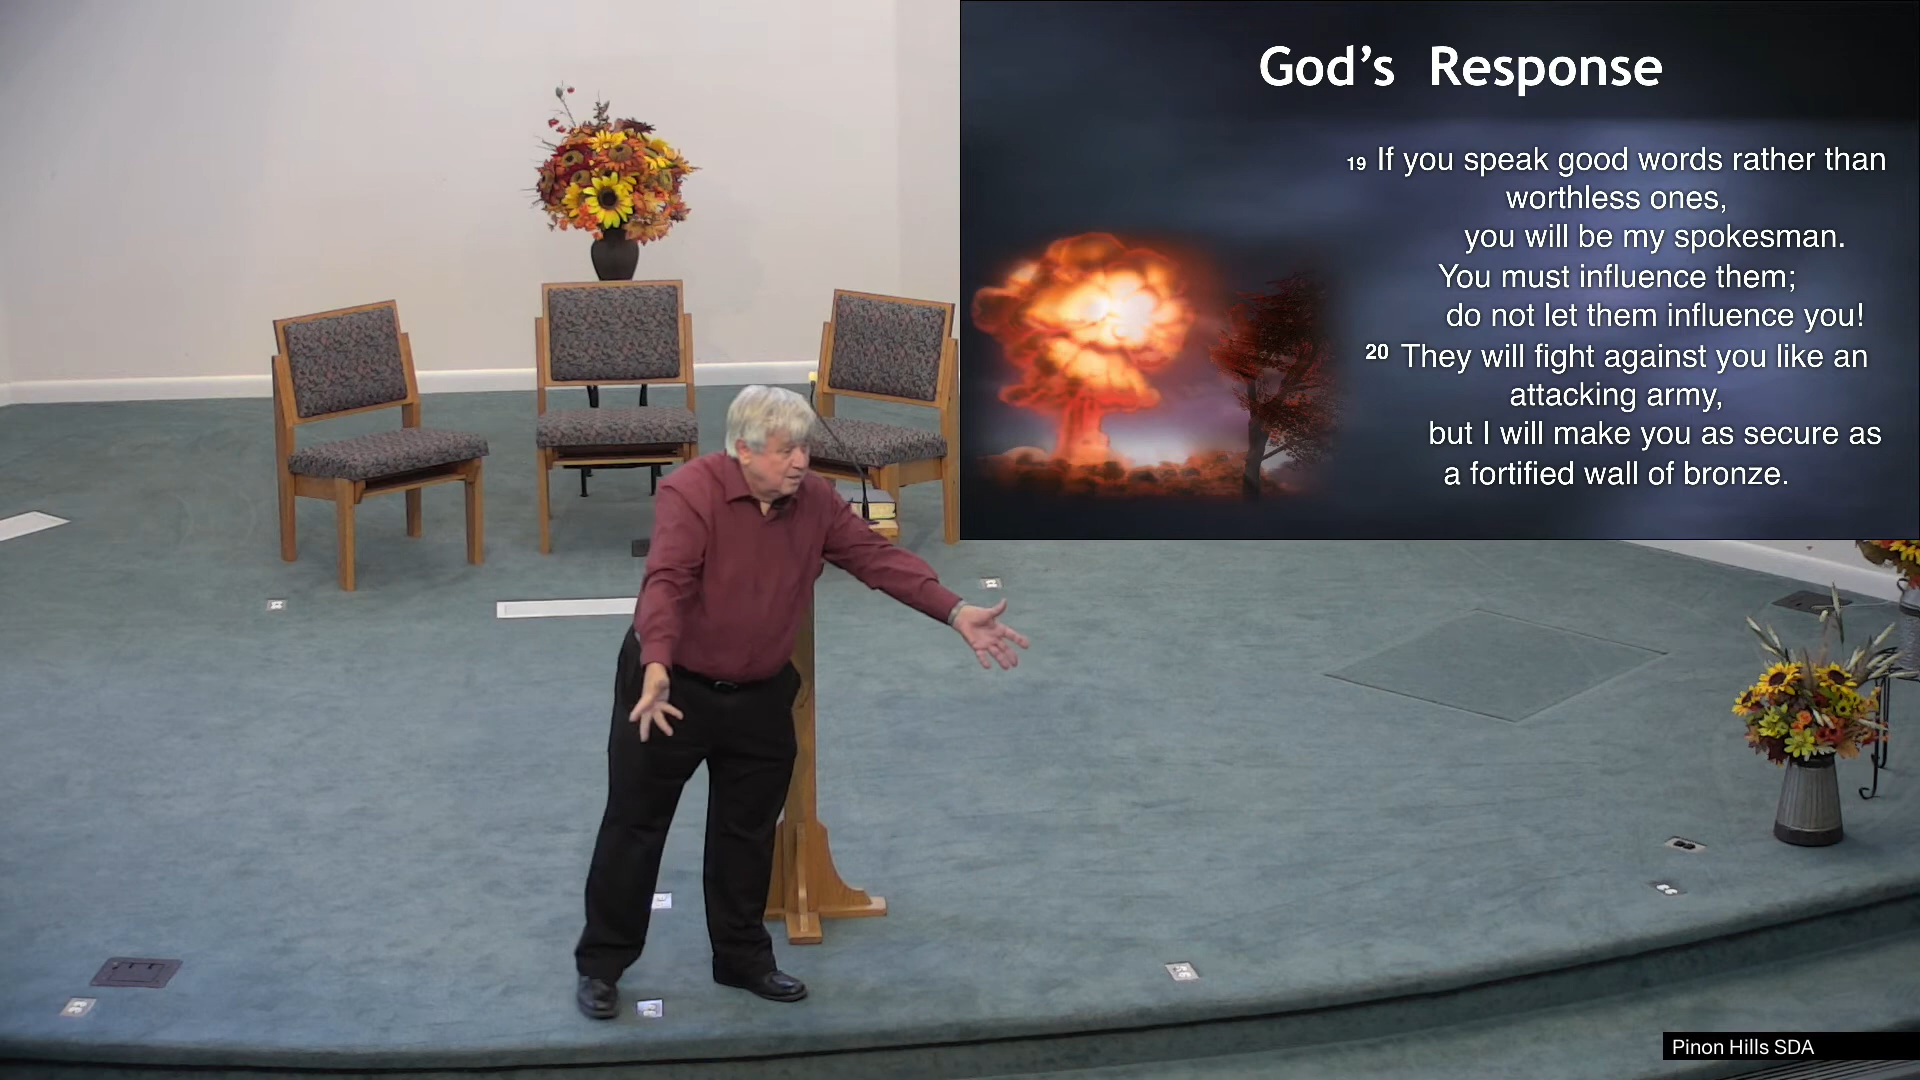 God’s Response
19 If you speak good words rather than
worthless ones,
you will be my spokesman.
You must influence them;
do not let them influence you!
20 They will fight against you like an
attacking army,
but I will make you as secure as
a fortified wall of bronze.
Pinon Hills SDA